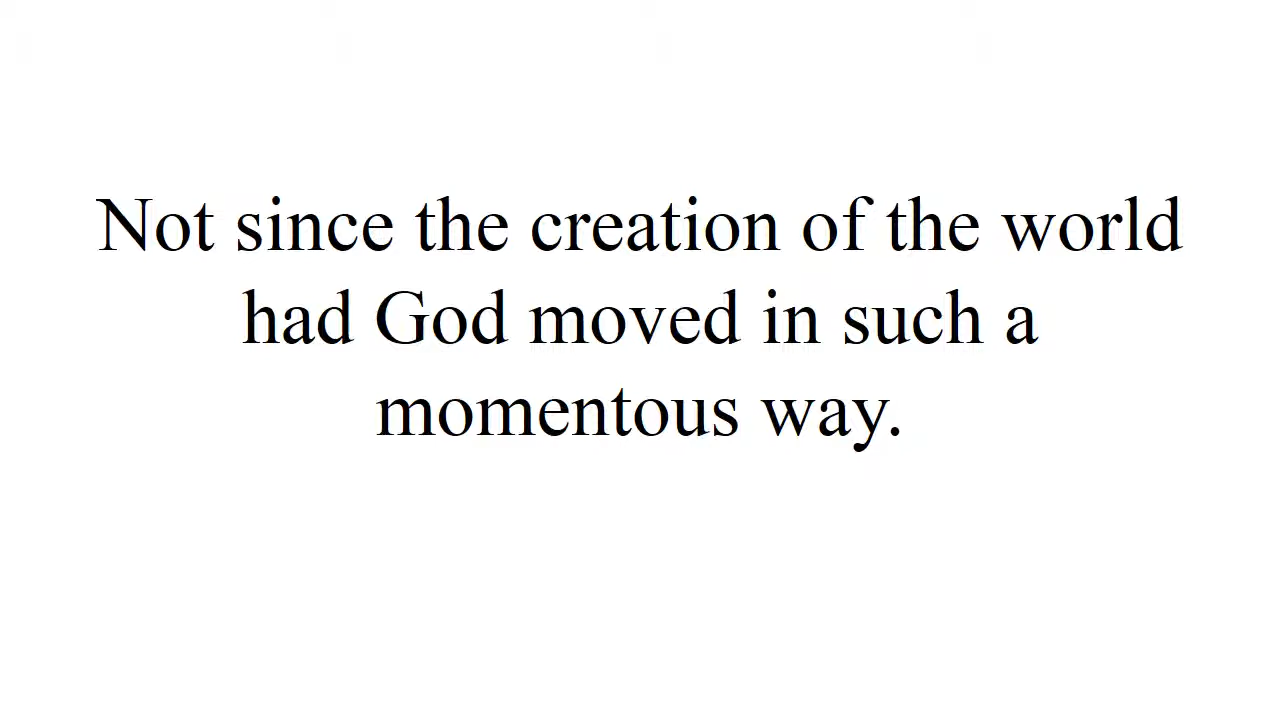 Not since the creation of the world
had God moved in such a
momentous way.